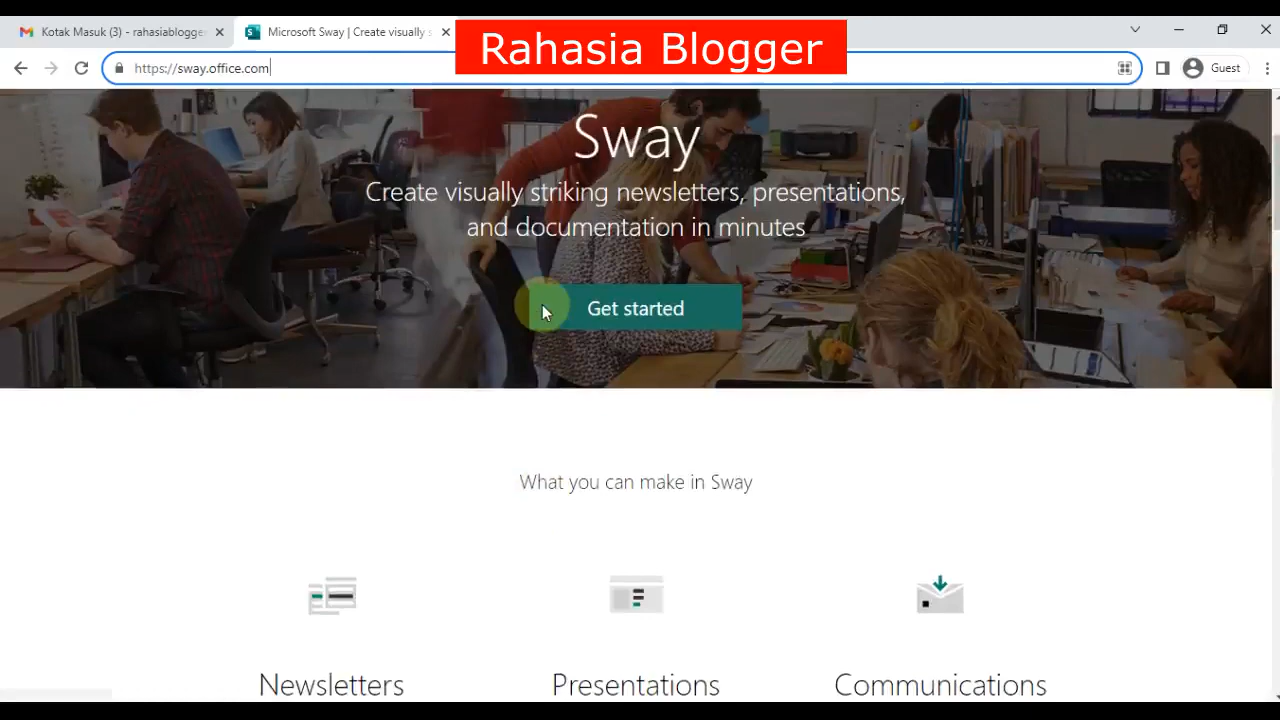 Kotak Masuk (3) - rahasiablogge
Microsoft Sway | Create visually s
Rahasia Blogger
https://sway.office.com
Guest
Sway
Create visually striking newsletters, presentations,
and documentation in minutes
Get started
What you can make in Sway
Newsletters
Presentations
Communications